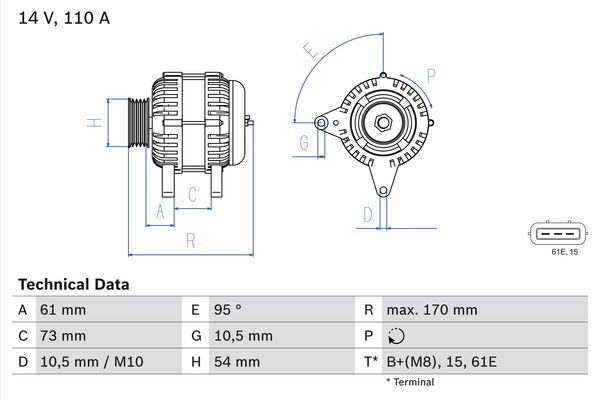 14 V, 110 A
E
P
H
G
A
C
R
D
61E, 15
Technical Data
A 61 mm E 95 ° R max. 170 mm
C 73 mm G 10,5 mm P
D 10,5 mm / M10 H 54 mm T* B+(M8), 15, 61E
* Terminal